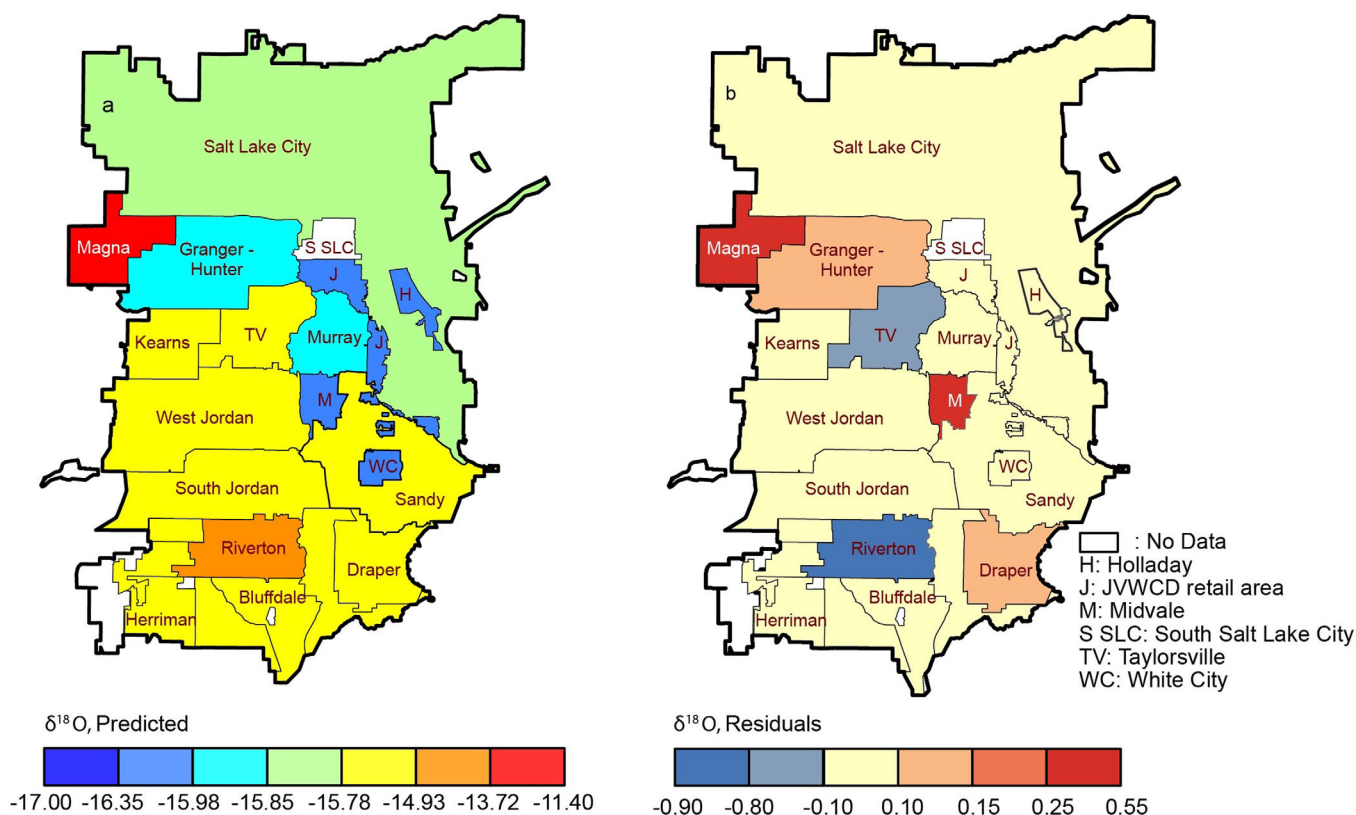 a
Salt Lake City
Magna
Granger -
Hunter
S SLC
J
H
Kearns
TV
Murray
J
M
West Jordan
WC
South Jordan
Sandy
Riverton
Draper
Bluffdale
Herriman
δ¹⁸O, Predicted
-17.00 -16.35 -15.98 -15.85 -15.78 -14.93 -13.72 -11.40
b
Salt Lake City
Magna
Granger -
Hunter
S SLC
J
H
Kearns
TV
Murray
J
M
West Jordan
WC
South Jordan
Sandy
Riverton
Draper
Bluffdale
Herriman
: No Data
H: Holladay
J: JVWCD retail area
M: Midvale
S SLC: South Salt Lake City
TV: Taylorsville
WC: White City
δ¹⁸O, Residuals
-0.90 -0.80 -0.10 0.10 0.15 0.25 0.55